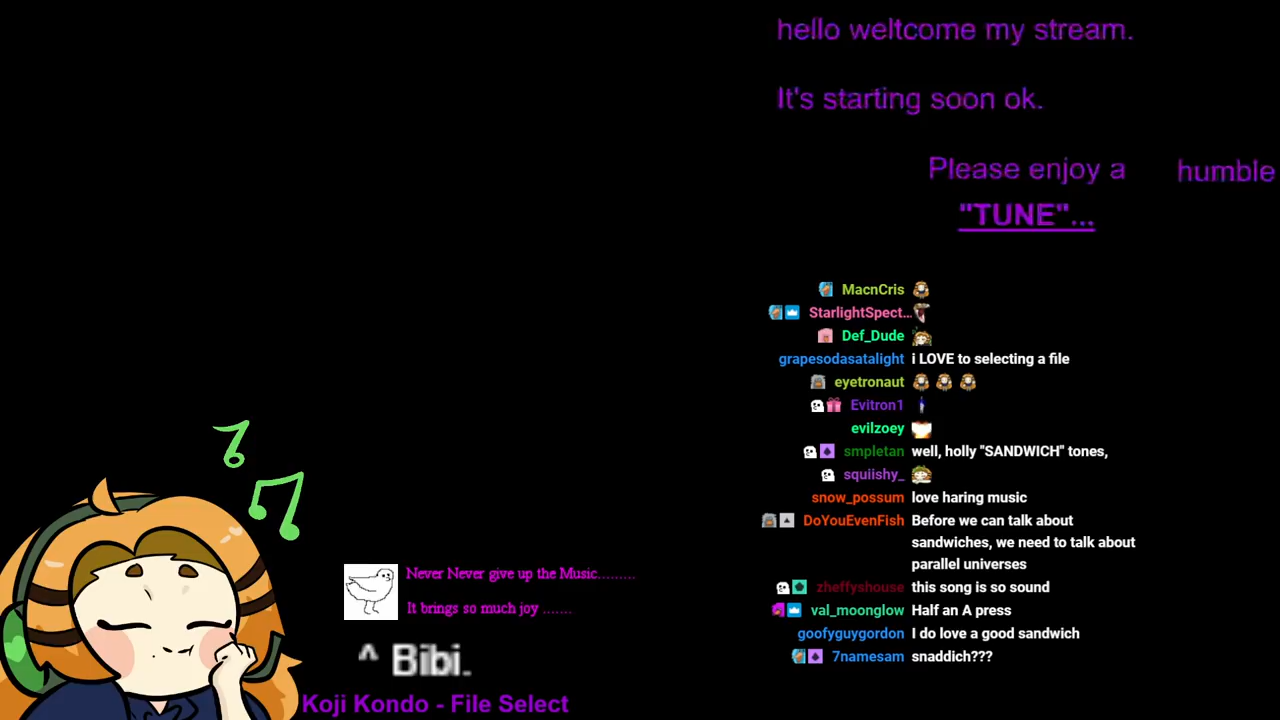 hello weltcome my stream.
It's starting soon ok.
Please enjoy a humble
"TUNE"...
MacnCris
StarlightSpect...
Def_Dude
grapesodasatalight i LOVE to selecting a file
eyetronaut
Evitron1
evilzoey
smpletan well, holly "SANDWICH" tones,
squiishy_
snow_possum love haring music
DoYouEvenFish Before we can talk about
sandwiches, we need to talk about
parallel universes
zheffyshouse this song is so sound
val_moonglow Half an A press
goofyguygordon I do love a good sandwich
7namesam snaddich???
Never Never give up the Music.........
It brings so much joy .......
^ Bibi.
Koji Kondo - File Select